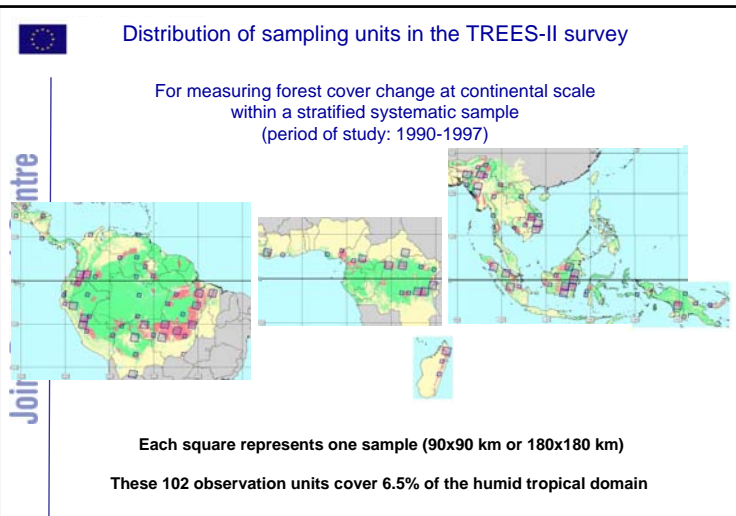 Distribution of sampling units in the TREES-II survey
For measuring forest cover change at continental scale
within a stratified systematic sample
(period of study: 1990-1997)
Each square represents one sample (90x90 km or 180x180 km)
These 102 observation units cover 6.5% of the humid tropical domain